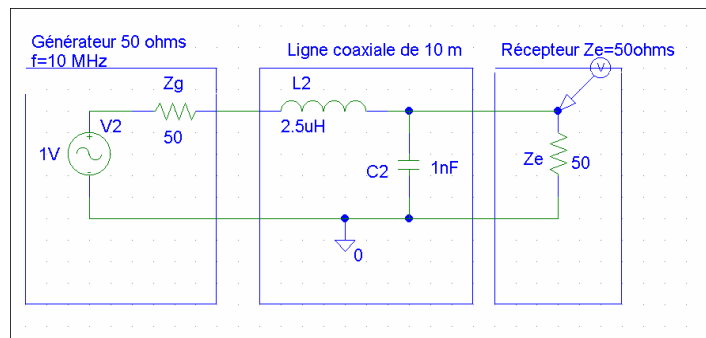 Générateur 50 ohms
f=10 MHz
Ligne coaxiale de 10 m
Récepteur Ze=50ohms
V
Zg
50
L2
2.5uH
V2
1V
+
-
C2
1nF
Ze
50
0